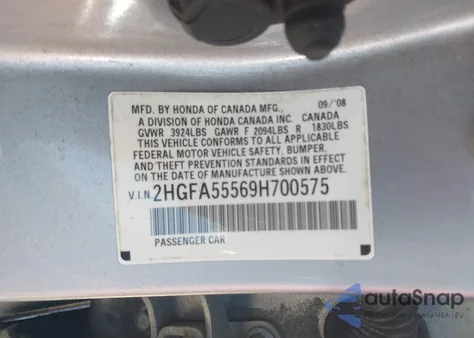 MFD. BY HONDA OF CANADA MFG., 09/'08
A DIVISION OF HONDA CANADA INC. CANADA
GVWR 3924LBS GAWR F 2094LBS R 1830LBS
THIS VEHICLE CONFORMS TO ALL APPLICABLE
FEDERAL MOTOR VEHICLE SAFETY, BUMPER,
AND THEFT PREVENTION STANDARDS IN EFFECT
ON THE DATE OF MANUFACTURE SHOWN ABOVE.
V.I.N. 2HGFA55569H700575
PASSENGER CAR
autoSnap